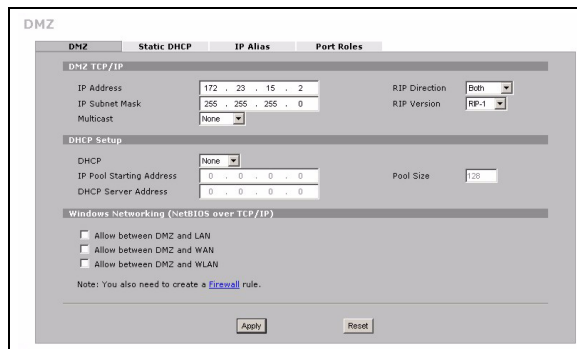 DMZ
DMZ Static DHCP IP Alias Port Roles
DMZ TCP/IP
IP Address 172 . 23 . 15 . 2 RIP Direction Both
IP Subnet Mask 255 . 255 . 255 . 0 RIP Version RIP-1
Multicast None
DHCP Setup
DHCP None
IP Pool Starting Address 0 . 0 . 0 . 0 Pool Size 128
DHCP Server Address 0 . 0 . 0 . 0
Windows Networking (NetBIOS over TCP/IP)
Allow between DMZ and LAN
Allow between DMZ and WAN
Allow between DMZ and WLAN
Note: You also need to create a Firewall rule.
Apply Reset